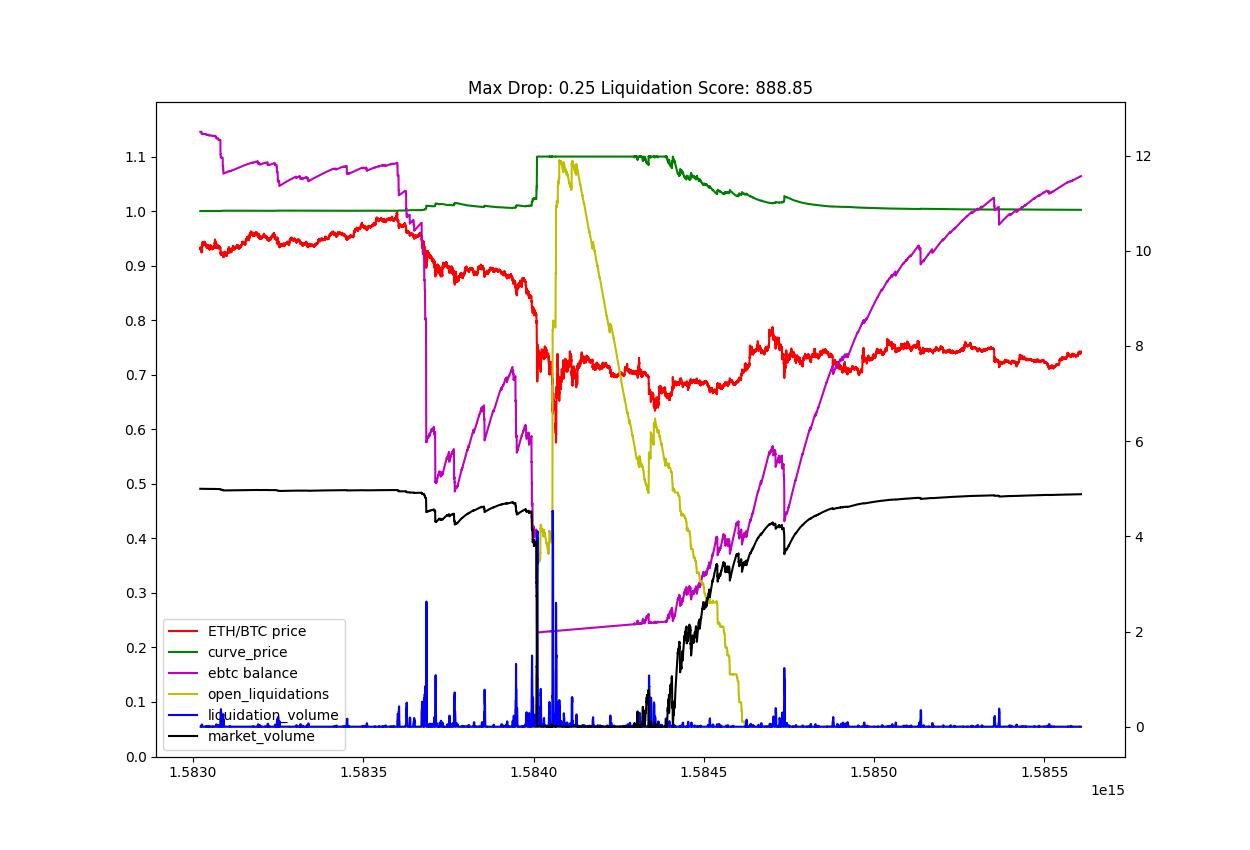 Max Drop: 0.25 Liquidation Score: 888.85
1.1
1.0
0.9
0.8
0.7
0.6
0.5
0.4
0.3
0.2
0.1
0.0
12
10
8
6
4
2
0
ETH/BTC price
curve_price
ebtc balance
open_liquidations
liquidation_volume
market_volume
1.5830 1.5835 1.5840 1.5845 1.5850 1.5855
1e15